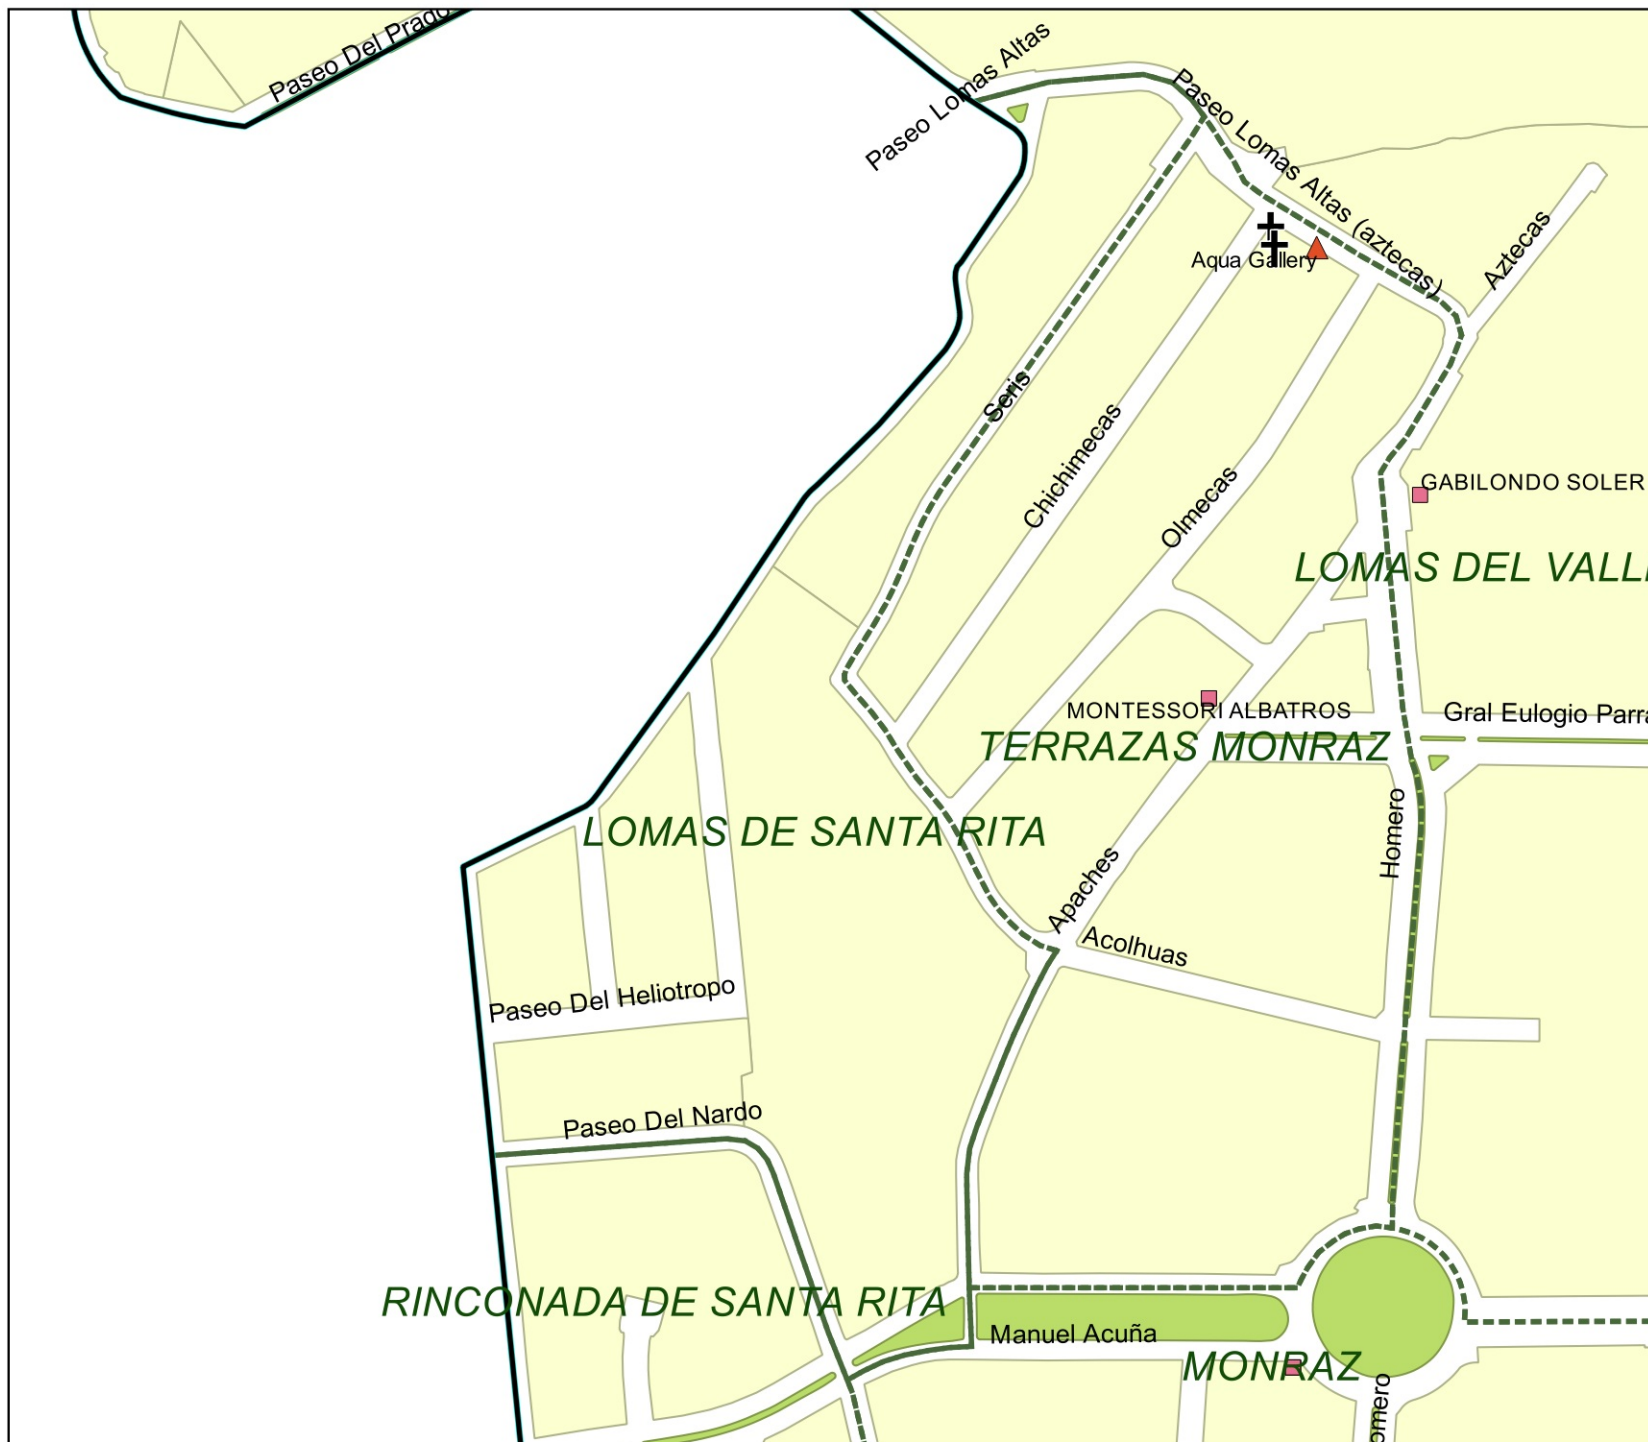 Paseo Del Prado
Paseo Lomas Altas
Paseo Lomas Altas (aztecas)
Aztecas
Aqua Gallery
Seris
Chichimecas
Olmecas
GABILONDO SOLER
LOMAS DEL VALL
MONTESSORI ALBATROS
Gral Eulogio Parra
TERRAZAS MONRAZ
LOMAS DE SANTA RITA
Homero
Apaches
Acolhuas
Paseo Del Heliotropo
Paseo Del Nardo
RINCONADA DE SANTA RITA
Manuel Acuña
MONRAZ
omero